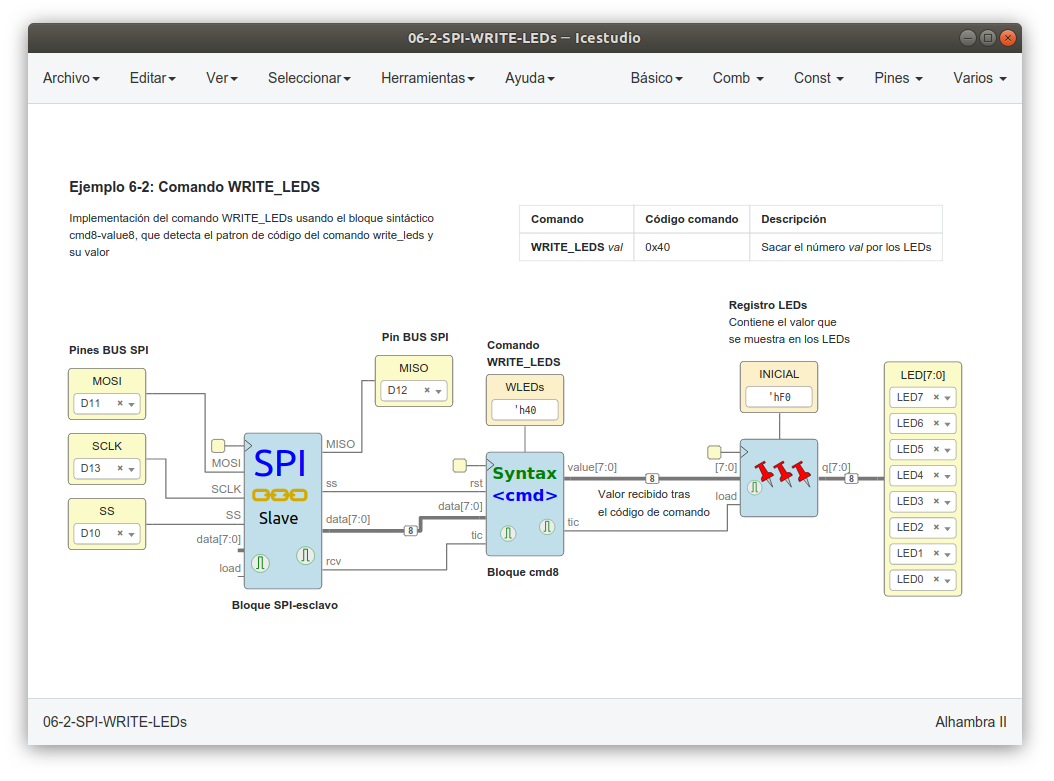 06-2-SPI-WRITE-LEDs — Icestudio
Archivo Editar Ver Seleccionar Herramientas Ayuda Básico Comb Const Pines Varios
Ejemplo 6-2: Comando WRITE_LEDS
Implementación del comando WRITE_LEDs usando el bloque sintáctico
cmd8-value8, que detecta el patron de código del comando write_leds y
su valor
Comando Código comando Descripción
WRITE_LEDS val 0x40 Sacar el número val por los LEDs
Pines BUS SPI
MOSI
D11
SCLK
D13
SS
D10
Pin BUS SPI
MISO
D12
MOSI
SCLK
SS
data[7:0]
load
SPI
Slave
MISO
ss
data[7:0]
rcv
8
Bloque SPI-esclavo
Comando
WRITE_LEDS
WLEDs
'h40
rst
data[7:0]
tic
Syntax
<cmd>
value[7:0]
tic
Bloque cmd8
8
Valor recibido tras
el código de comando
Registro LEDs
Contiene el valor que
se muestra en los LEDs
INICIAL
'hF0
[7:0]
load
q[7:0]
8
LED[7:0]
LED7
LED6
LED5
LED4
LED3
LED2
LED1
LED0
06-2-SPI-WRITE-LEDs Alhambra II